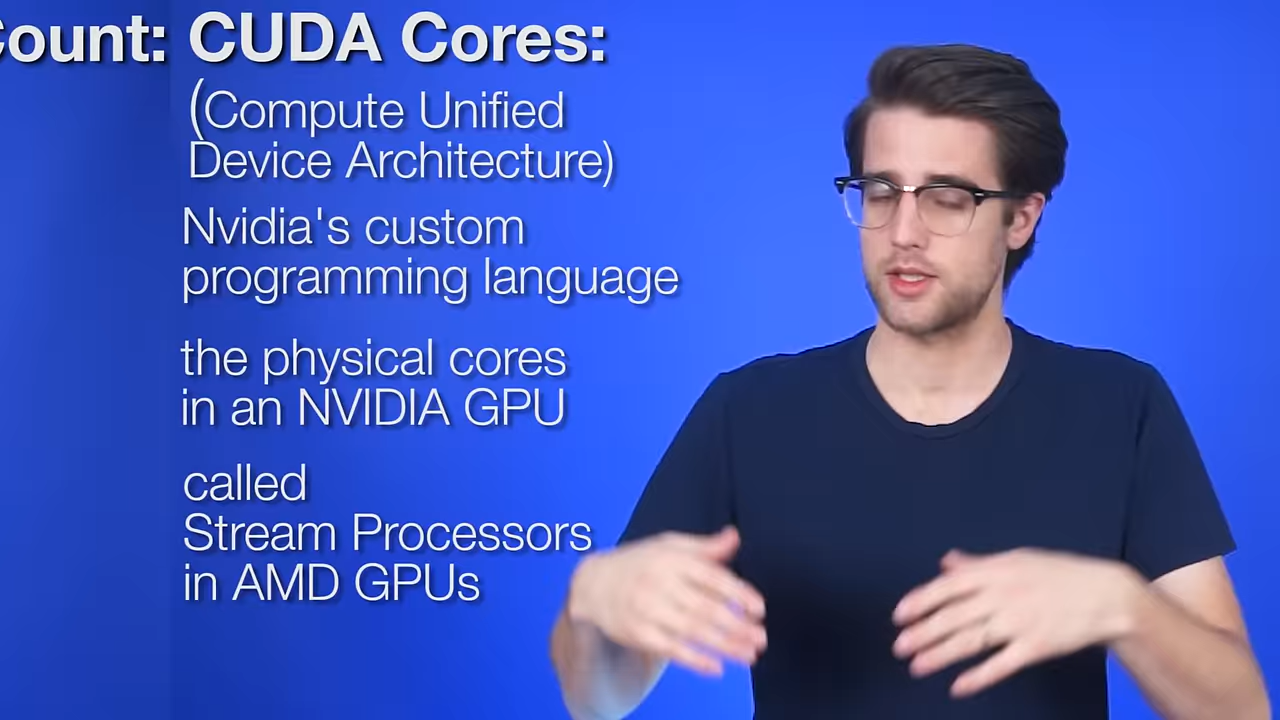 ount: CUDA Cores:
(Compute Unified
Device Architecture)
Nvidia's custom
programming language
the physical cores
in an NVIDIA GPU
called
Stream Processors
in AMD GPUs